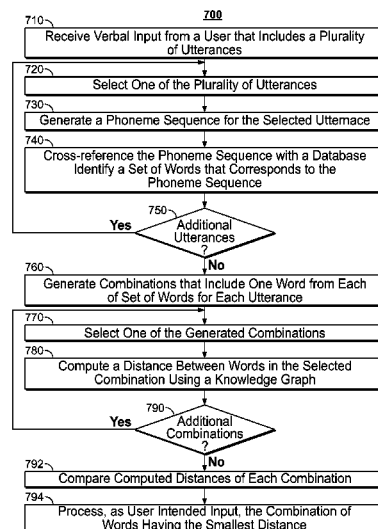 700
710
Receive Verbal Input from a User that Includes a Plurality
of Utterances
720
Select One of the Plurality of Utterances
730
Generate a Phoneme Sequence for the Selected Utternace
740
Cross-reference the Phoneme Sequence with a Database
Identify a Set of Words that Corresponds to the
Phoneme Sequence
750
Yes
Additional
Utterances
?
No
760
Generate Combinations that Include One Word from Each
of Set of Words for Each Utterance
770
Select One of the Generated Combinations
780
Compute a Distance Between Words in the Selected
Combination Using a Knowledge Graph
790
Yes
Additional
Combinations
?
No
792
Compare Computed Distances of Each Combination
794
Process, as User Intended Input, the Combination of
Words Having the Smallest Distance